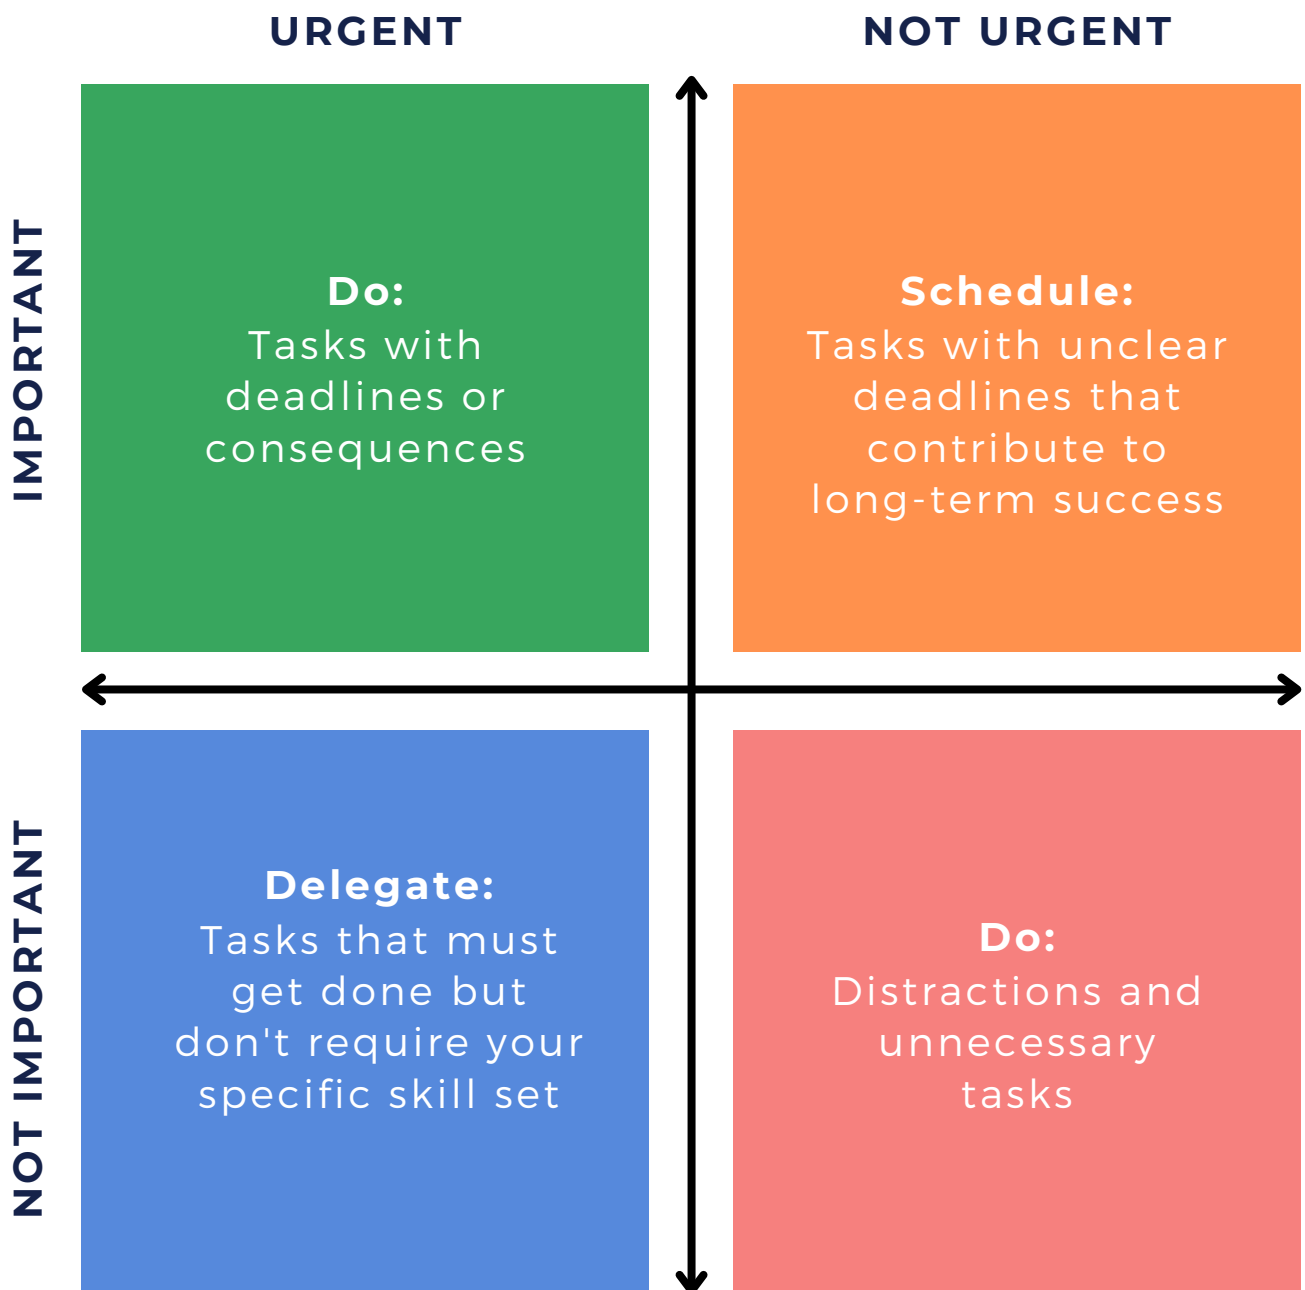 URGENT
NOT URGENT
IMPORTANT
Do:
Tasks with
deadlines or
consequences
Schedule:
Tasks with unclear
deadlines that
contribute to
long-term success
NOT IMPORTANT
Delegate:
Tasks that must
get done but
don't require your
specific skill set
Do:
Distractions and
unnecessary
tasks